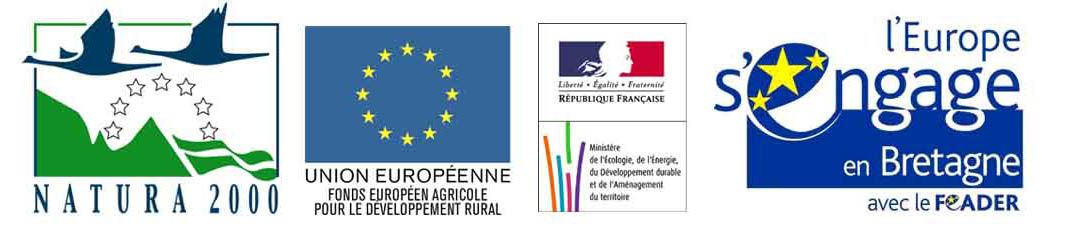 NATURA 2000
UNION EUROPÉENNE
FONDS EUROPÉEN AGRICOLE
POUR LE DÉVELOPPEMENT RURAL
Liberté • Égalité • Fraternité
RÉPUBLIQUE FRANÇAISE
Ministère
de l'Écologie, de l'Énergie,
du Développement durable
et de l'Aménagement
du territoire
l'Europe
s'engage
en Bretagne
avec le FEADER